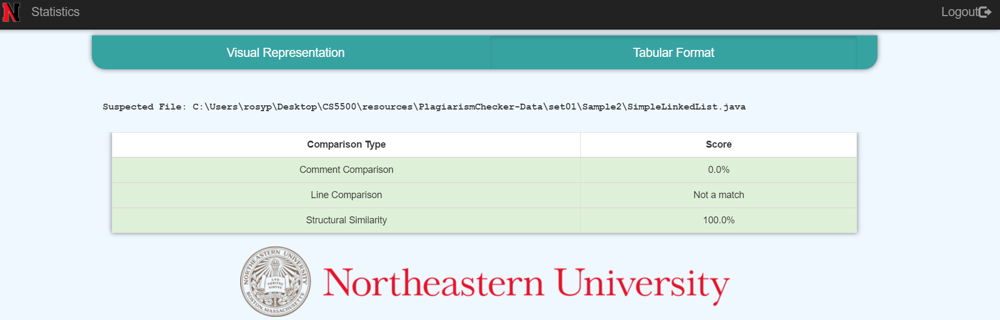 N Statistics Logout
Visual Representation Tabular Format
Suspected File: C:\Users\rosyp\Desktop\CS5500\resources\PlagiarismChecker-Data\set01\Sample2\SimpleLinkedList.java
Comparison Type Score
Comment Comparison 0.0%
Line Comparison Not a match
Structural Similarity 100.0%
NORTHEASTERN UNIVERSITY
LVX
VERITAS
VIRTVS
BOSTON, MASSACHUSETTS
Northeastern University